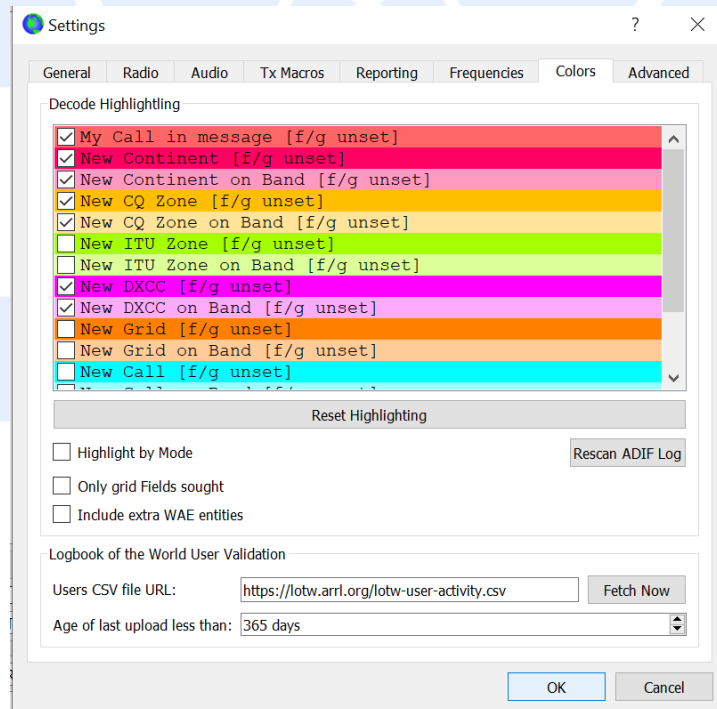 Settings
? 
General Radio Audio Tx Macros Reporting Frequencies Colors Advanced
Decode Highlightling
My Call in message [f/g unset]
New Continent [f/g unset]
New Continent on Band [f/g unset]
New CQ Zone [f/g unset]
New CQ Zone on Band [f/g unset]
New ITU Zone [f/g unset]
New ITU Zone on Band [f/g unset]
New DXCC [f/g unset]
New DXCC on Band [f/g unset]
New Grid [f/g unset]
New Grid on Band [f/g unset]
New Call [f/g unset]
Reset Highlighting
Highlight by Mode
Rescan ADIF Log
Only grid Fields sought
Include extra WAE entities
Logbook of the World User Validation
Users CSV file URL: https://lotw.arrl.org/lotw-user-activity.csv Fetch Now
Age of last upload less than: 365 days
OK Cancel